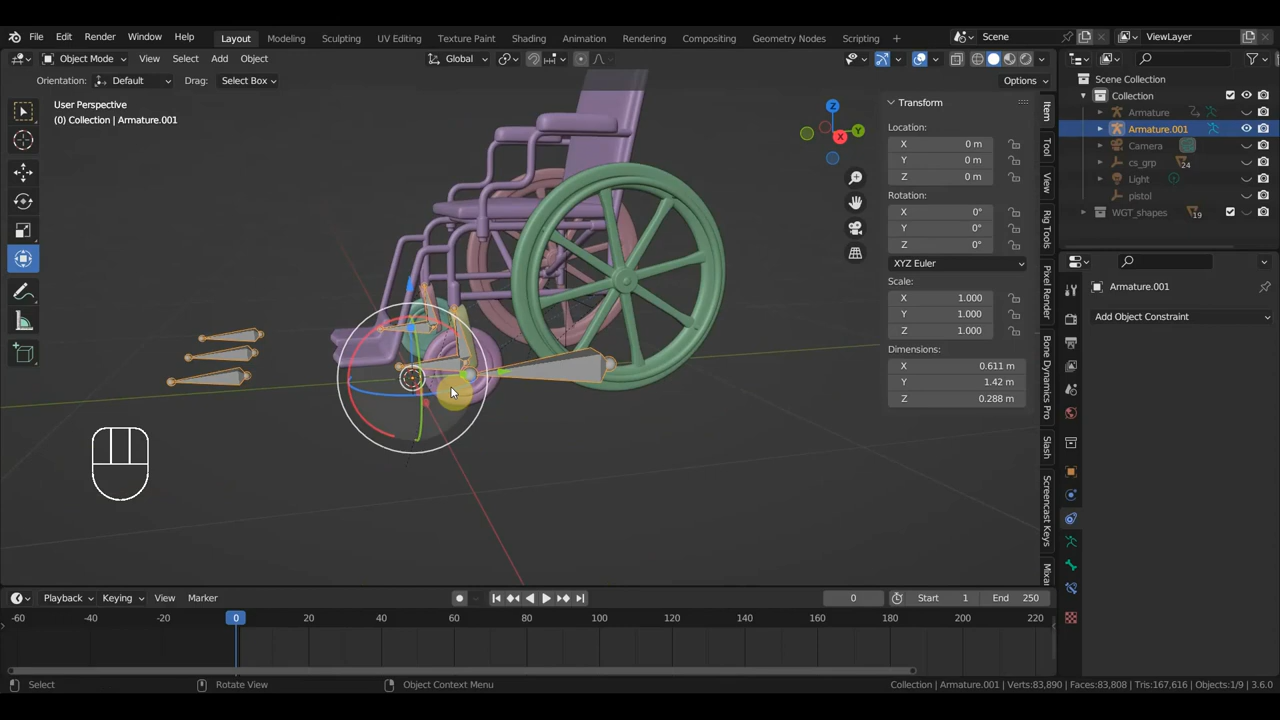 File Edit Render Window Help Layout Modeling Sculpting UV Editing Texture Paint Shading Animation Rendering Compositing Geometry Nodes Scripting + Scene ViewLayer
Object Mode View Select Add Object Global
Orientation: Default Drag: Select Box Options
User Perspective
(0) Collection | Armature.001
Transform
Location:
X 0 m
Y 0 m
Z 0 m
Rotation:
X 0°
Y 0°
Z 0°
XYZ Euler
Scale:
X 1.000
Y 1.000
Z 1.000
Dimensions:
X 0.611 m
Y 1.42 m
Z 0.288 m
X
Y
Z
Item
Tool
View
Rig Tools
Pixel Render
Bone Dynamics Pro
Slash
Screencast Keys
Mixa
Scene Collection
Collection
Armature
Armature.001
Camera
cs_grp 24
Light
pistol
WGT_shapes 19
Armature.001
Add Object Constraint
Playback Keying View Marker 0 Start 1 End 250
-60 -40 -20 0 20 40 60 80 100 120 140 160 180 200 220
Select Rotate View Object Context Menu Collection | Armature.001 | Verts:83,890 | Faces:83,808 | Tris:167,616 | Objects:1/9 | 3.6.0